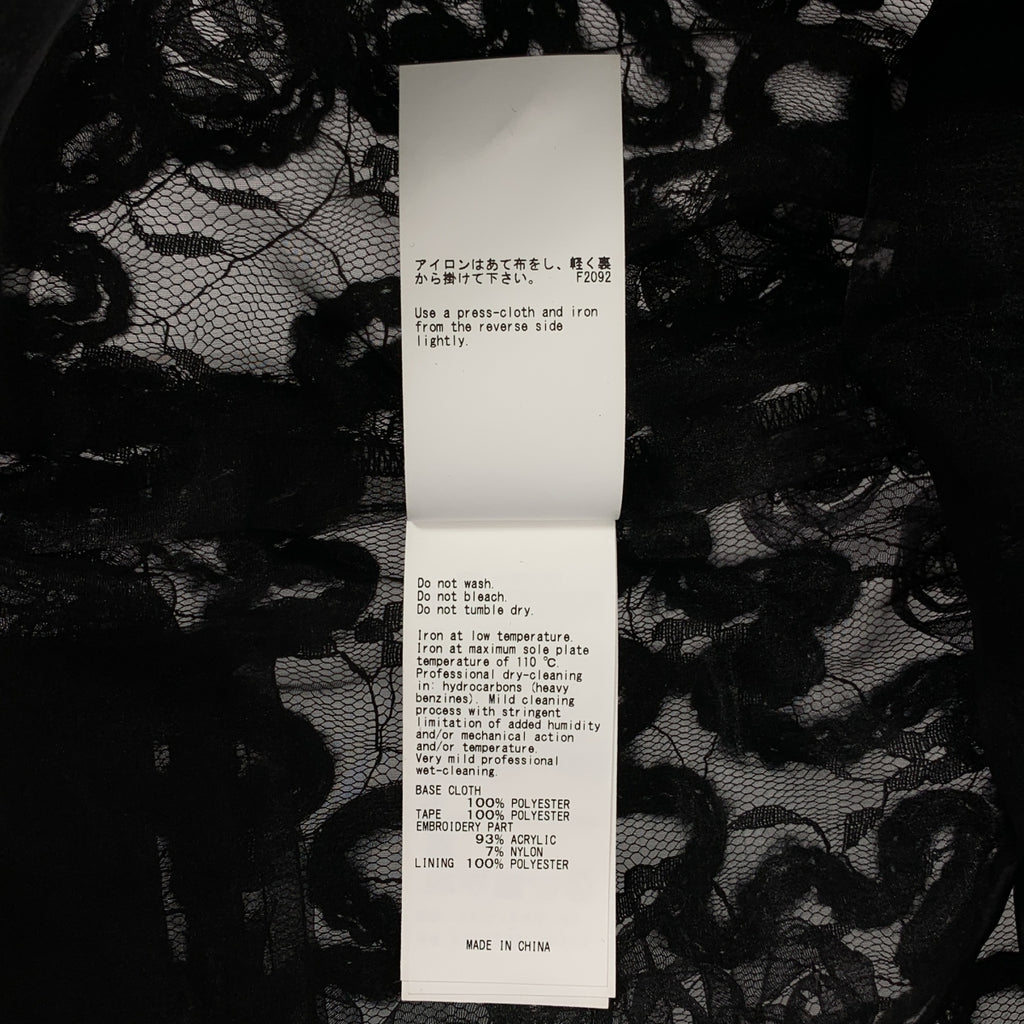 アイロンはあて布をし、軽く裏
から掛けて下さい。 F2092
Use a press-cloth and iron
from the reverse side
lightly.
Do not wash.
Do not bleach.
Do not tumble dry.
Iron at low temperature.
Iron at maximum sole plate
temperature of 110 ℃.
Professional dry-cleaning
in: hydrocarbons (heavy
benzines). Mild cleaning
process with stringent
limitation of added humidity
and/or mechanical action
and/or temperature.
Very mild professional
wet-cleaning.
BASE CLOTH
100% POLYESTER
TAPE 100% POLYESTER
EMBROIDERY PART
93% ACRYLIC
7% NYLON
LINING 100% POLYESTER
MADE IN CHINA